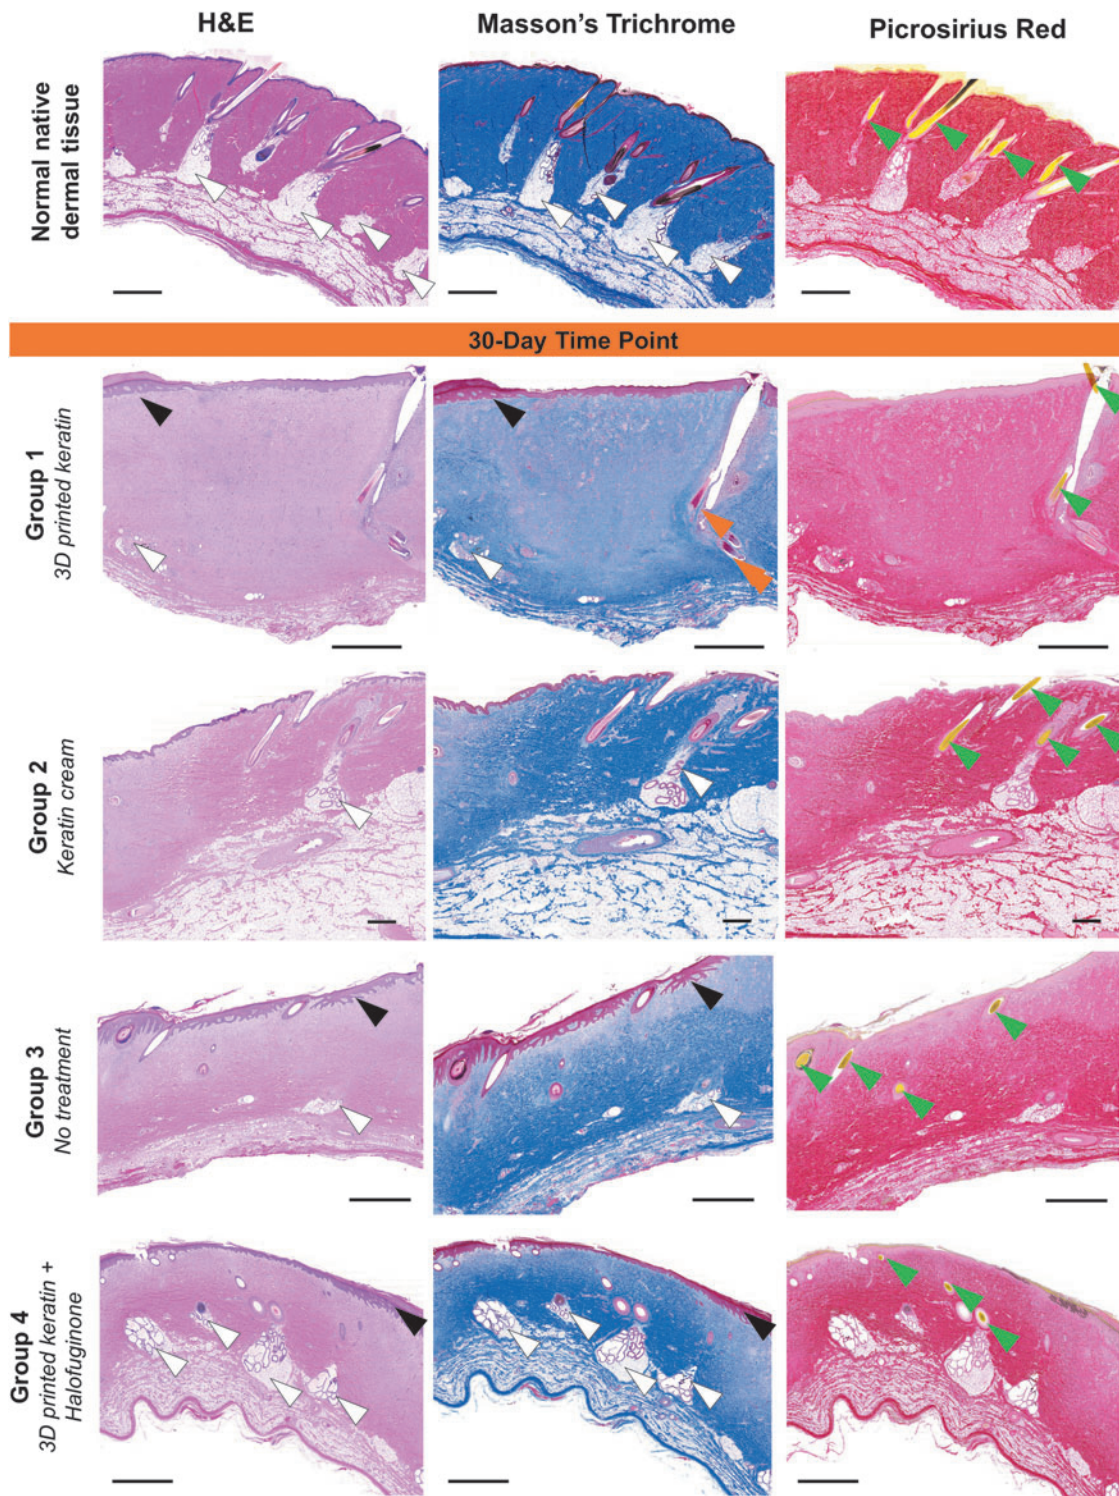 H&E
Masson's Trichrome
Picrosirius Red
Normal native
dermal tissue
30-Day Time Point
Group 1
3D printed keratin
Group 2
Keratin cream
Group 3
No treatment
Group 4
3D printed keratin +
Halofuginone